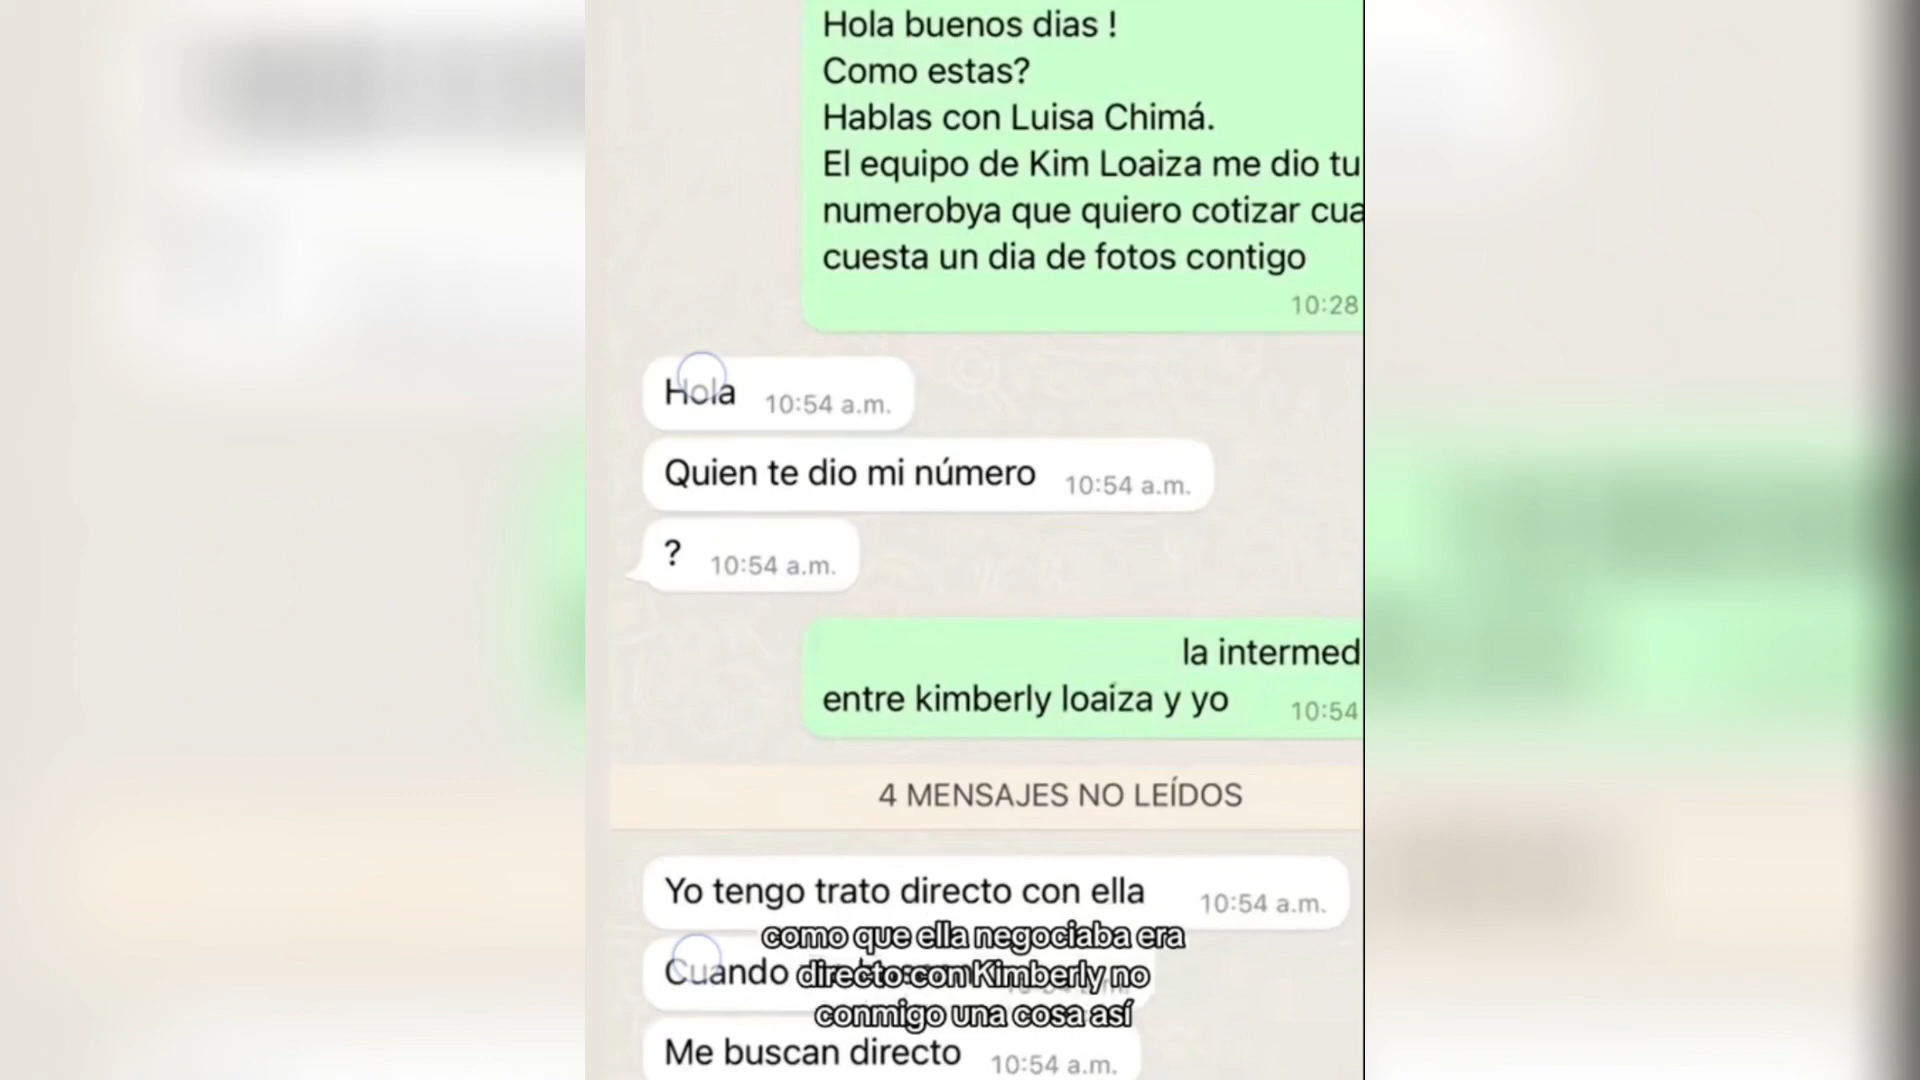 Hola buenos dias !
Como estas?
Hablas con Luisa Chimá.
El equipo de Kim Loaiza me dio tu
numerobya que quiero cotizar cua
cuesta un dia de fotos contigo
10:28
Hola 10:54 a.m.
Quien te dio mi número 10:54 a.m.
? 10:54 a.m.
la intermed
entre kimberly loaiza y yo 10:54
4 MENSAJES NO LEÍDOS
Yo tengo trato directo con ella 10:54 a.m.
como que ella negociaba era
Cuando
directo con Kimberly no
conmigo una cosa así
Me buscan directo 10:54 a.m.